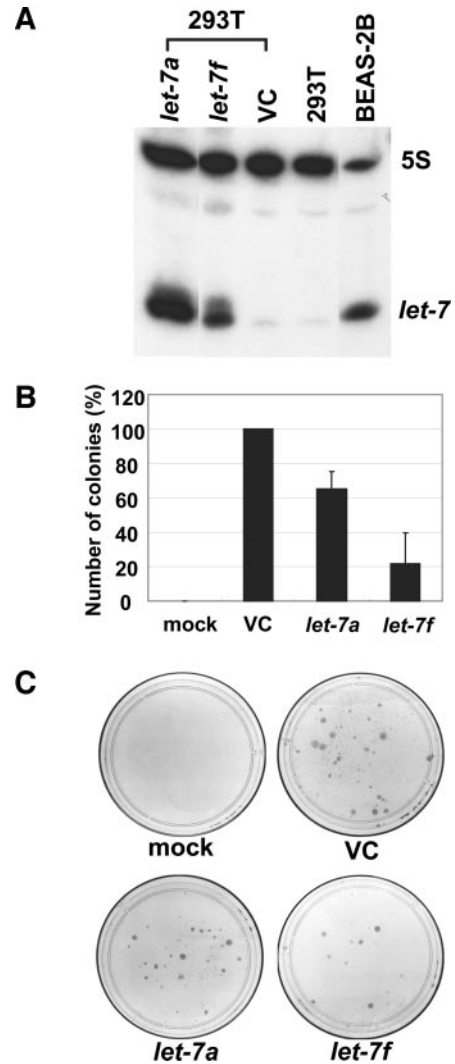 A
293T
let-7a
let-7f
VC
293T
BEAS-2B
5S
let-7
B
Number of colonies (%)
120
100
80
60
40
20
0
mock
VC
let-7a
let-7f
C
mock
VC
let-7a
let-7f